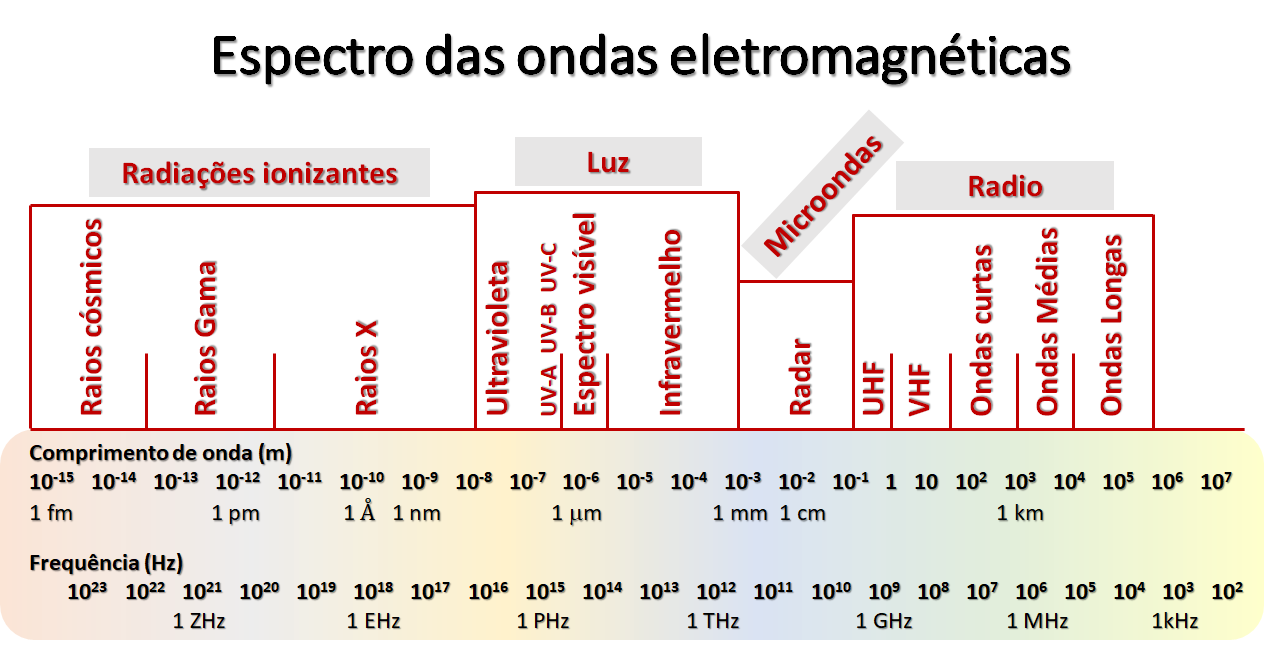 Espectro das ondas eletromagnéticas
Radiações ionizantes
Luz
Microondas
Radio
Raios cósmicos
Raios Gama
Raios X
Ultravioleta
UV-A UV-B UV-C
Espectro visível
Infravermelho
Radar
UHF
VHF
Ondas curtas
Ondas Médias
Ondas Longas
Comprimento de onda (m)
10⁻¹⁵ 10⁻¹⁴ 10⁻¹³ 10⁻¹² 10⁻¹¹ 10⁻¹⁰ 10⁻⁹ 10⁻⁸ 10⁻⁷ 10⁻⁶ 10⁻⁵ 10⁻⁴ 10⁻³ 10⁻² 10⁻¹ 1 10 10² 10³ 10⁴ 10⁵ 10⁶ 10⁷
1 fm 1 pm 1 Å 1 nm 1 μm 1 mm 1 cm 1 km
Frequência (Hz)
10²³ 10²² 10²¹ 10²⁰ 10¹⁹ 10¹⁸ 10¹⁷ 10¹⁶ 10¹⁵ 10¹⁴ 10¹³ 10¹² 10¹¹ 10¹⁰ 10⁹ 10⁸ 10⁷ 10⁶ 10⁵ 10⁴ 10³ 10²
1 ZHz 1 EHz 1 PHz 1 THz 1 GHz 1 MHz 1kHz